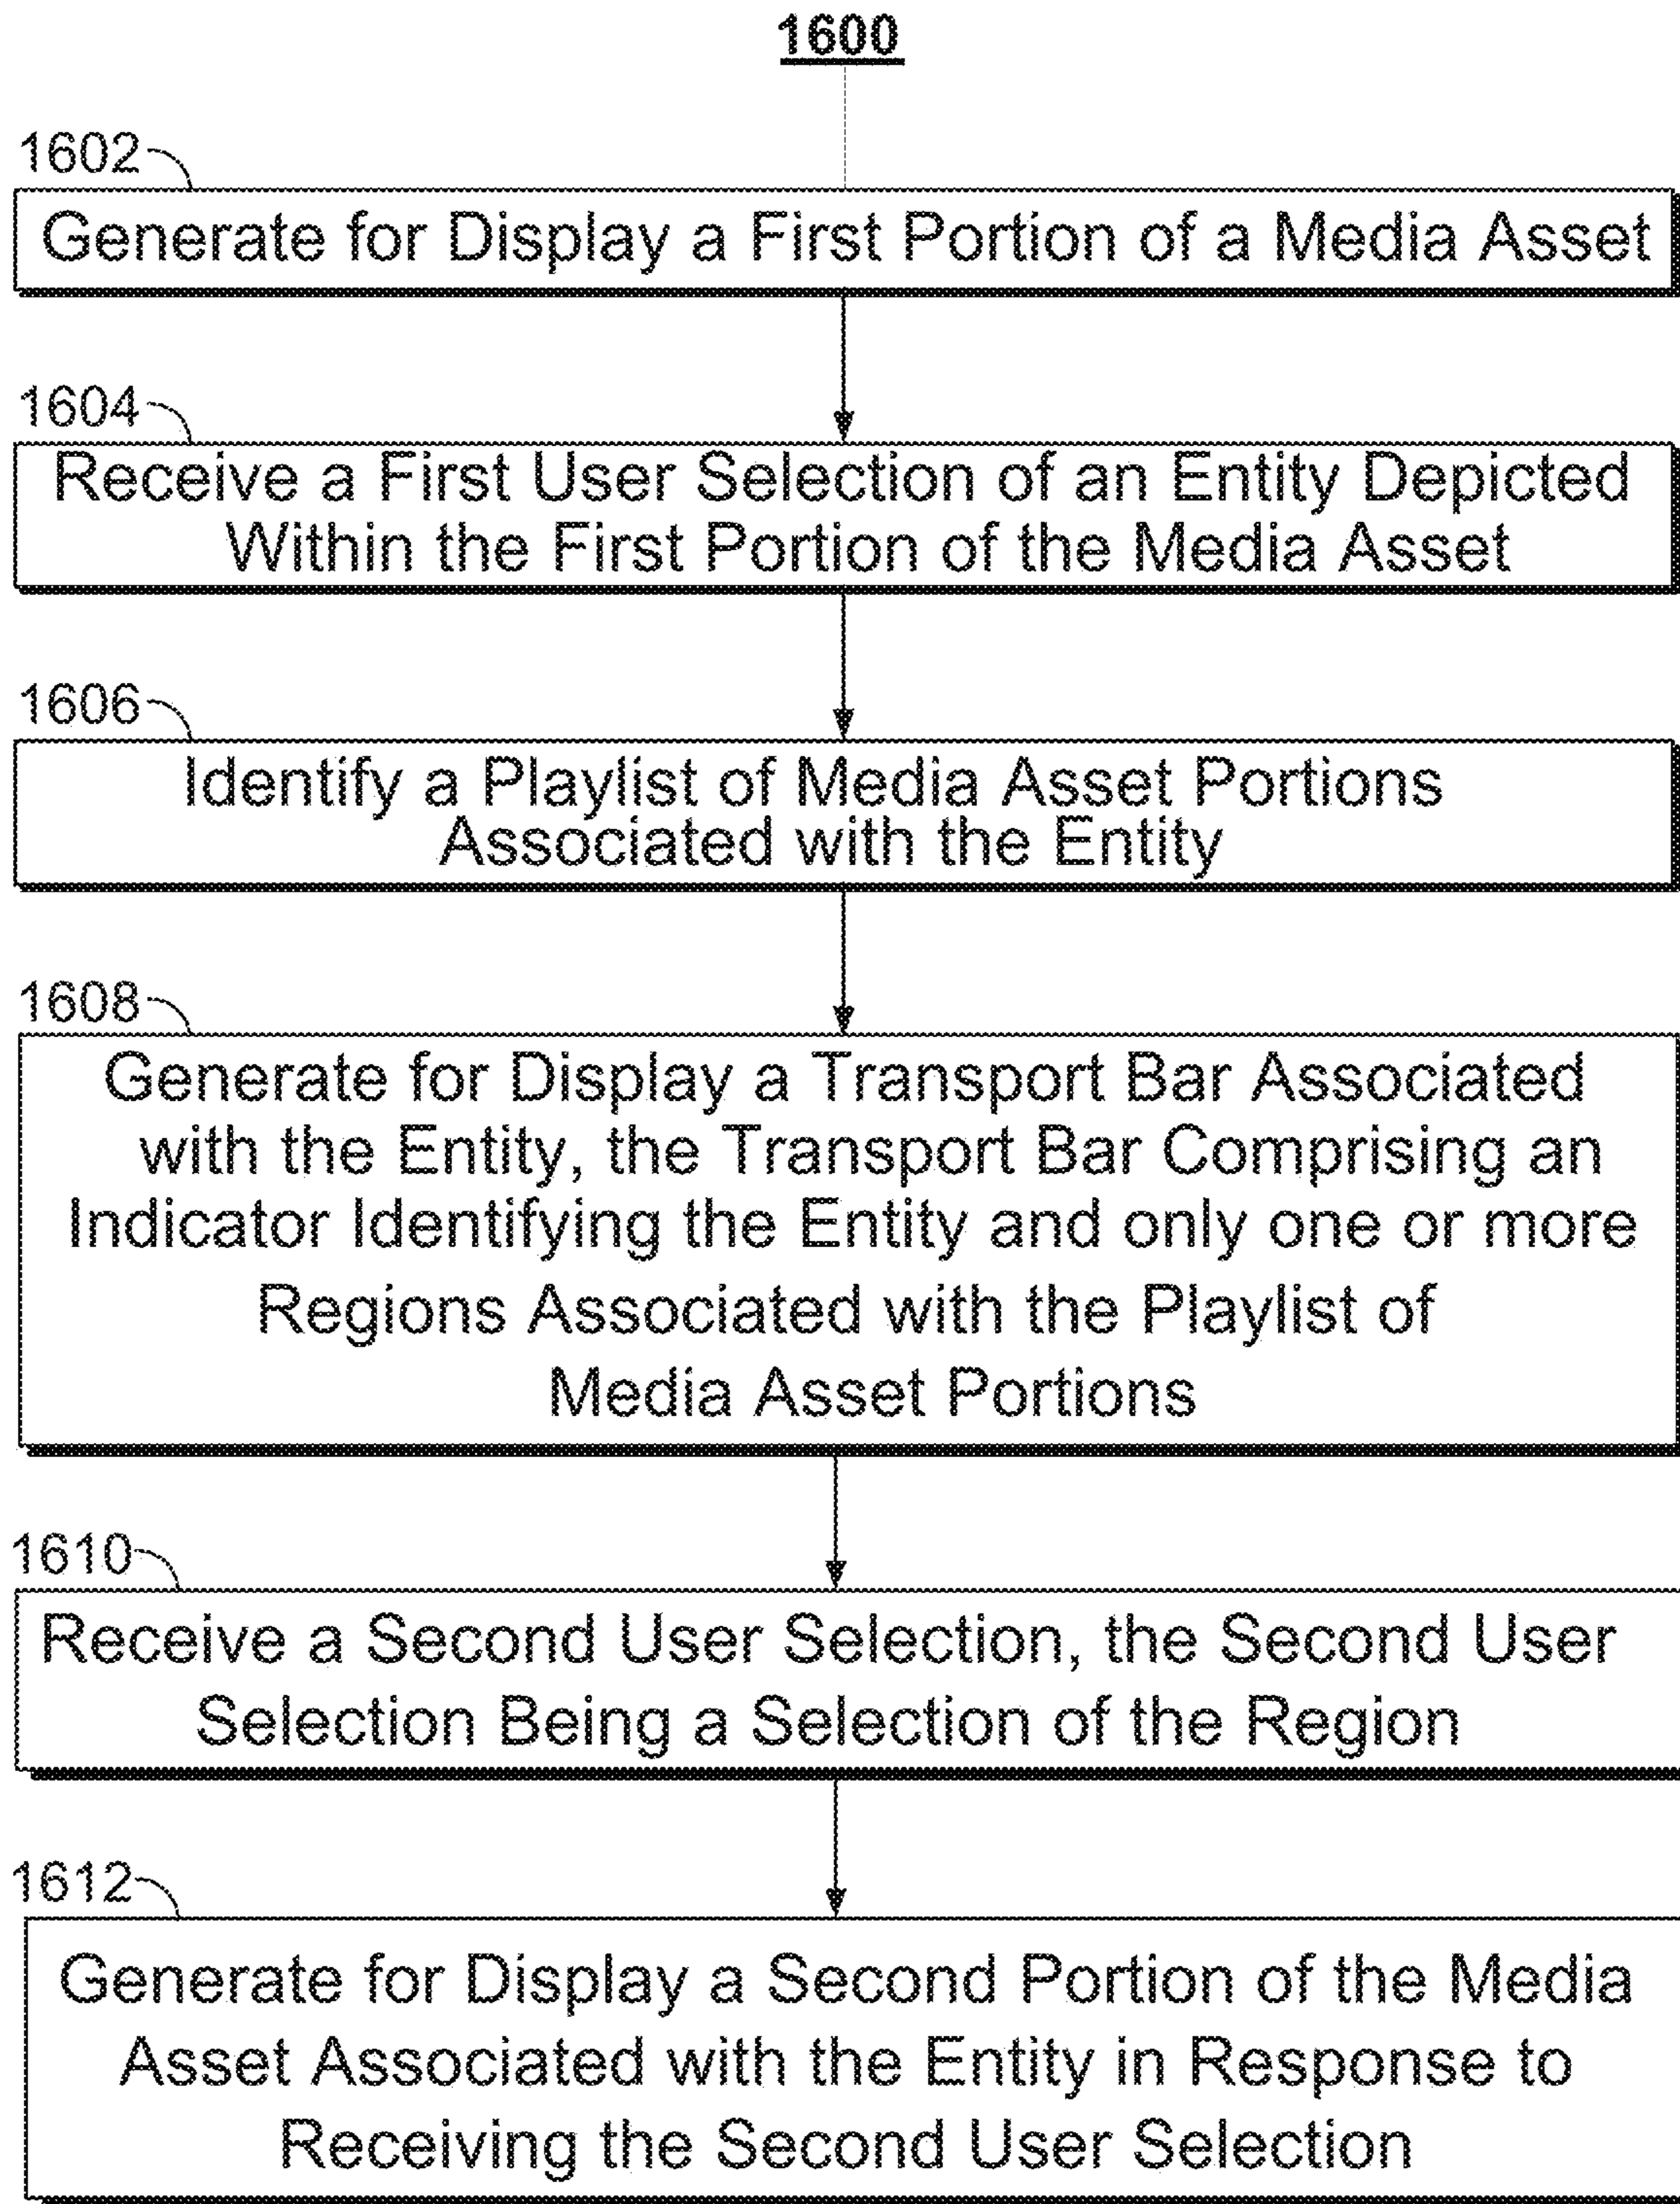 1600
1602
Generate for Display a First Portion of a Media Asset
1604
Receive a First User Selection of an Entity Depicted
Within the First Portion of the Media Asset
1606
Identify a Playlist of Media Asset Portions
Associated with the Entity
1608
Generate for Display a Transport Bar Associated
with the Entity, the Transport Bar Comprising an
Indicator Identifying the Entity and only one or more
Regions Associated with the Playlist of
Media Asset Portions
1610
Receive a Second User Selection, the Second User
Selection Being a Selection of the Region
1612
Generate for Display a Second Portion of the Media
Asset Associated with the Entity in Response to
Receiving the Second User Selection